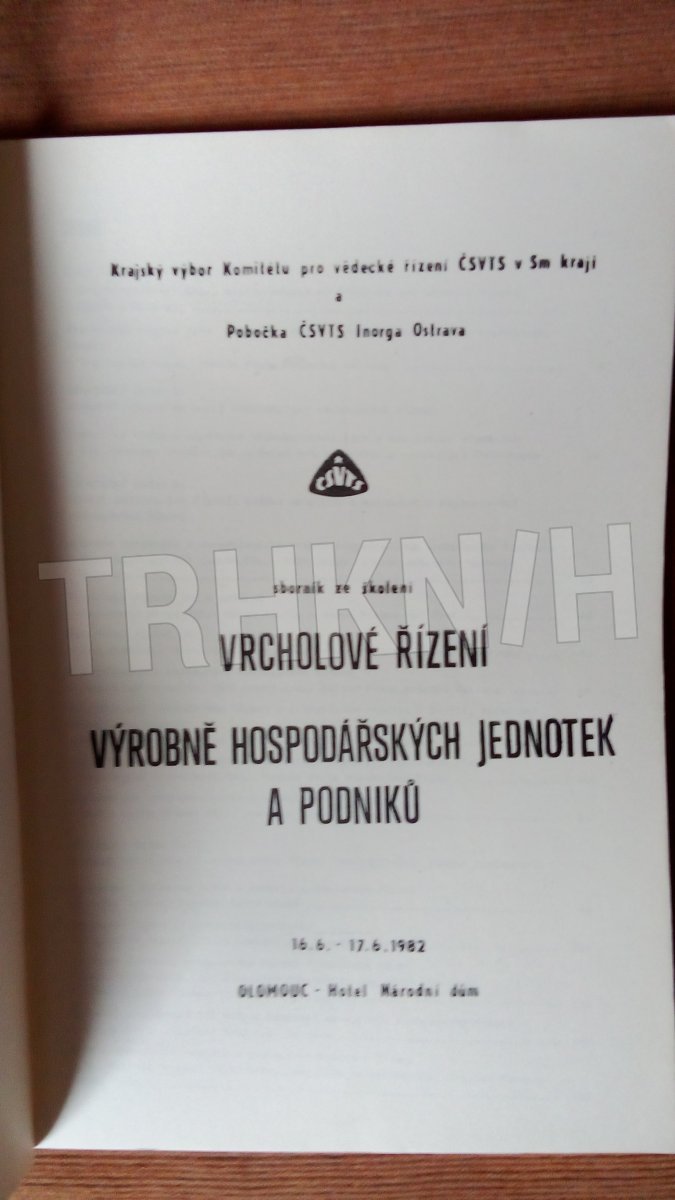 Krajský výbor Komitétu pro vědecké řízení ČSVTS v Sm kraji
a
Pobočka ČSVTS Inorga Ostrava
ČSVTS
TRHKNIH
sborník ze školení
VRCHOLOVÉ ŘÍZENÍ
VÝROBNĚ HOSPODÁŘSKÝCH JEDNOTEK
A PODNIKŮ
16.6.- 17.6.1982
OLOMOUC - Hotel Národní dům